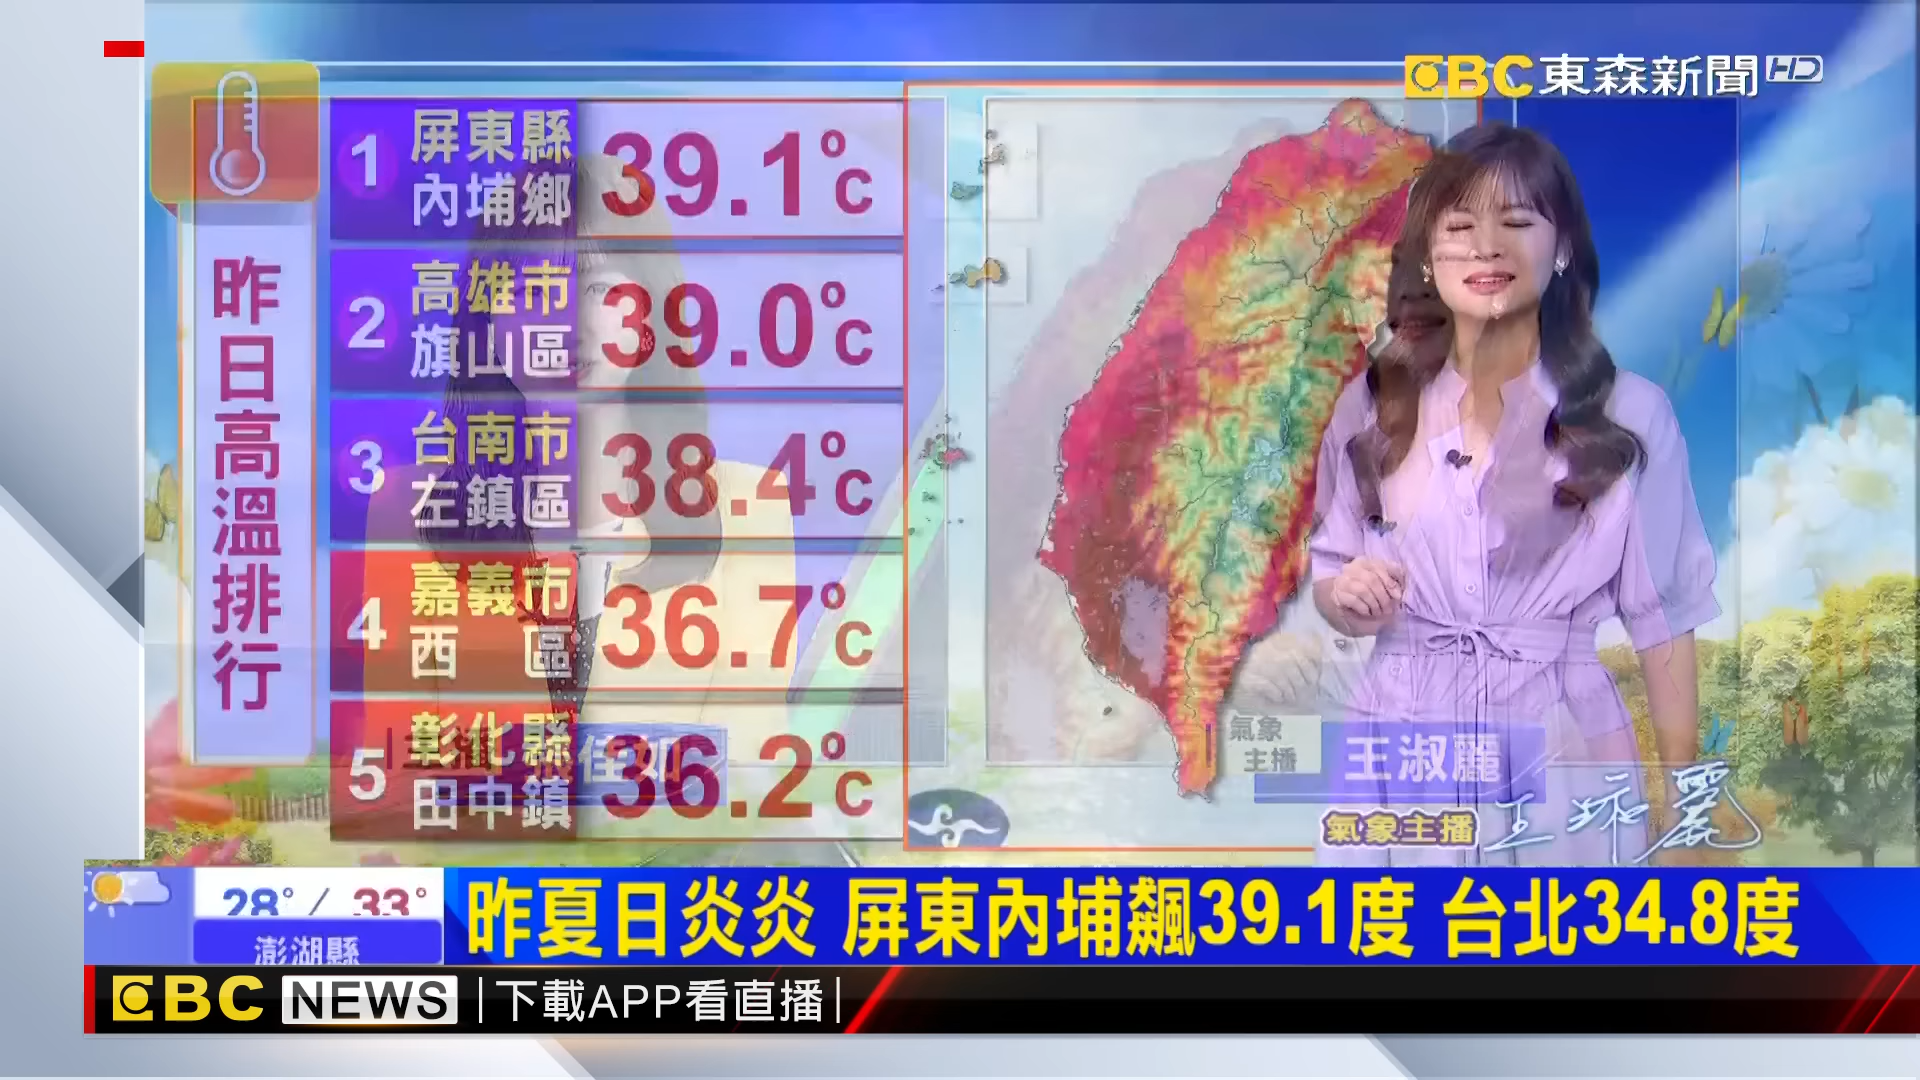 EBC東森新聞HD
昨日高溫排行
1
屏東縣
內埔鄉
39.1°C
2
高雄市
旗山區
39.0°C
3
台南市
左鎮區
38.4°C
4
嘉義市
西區
36.7°C
5
彰化縣
田中鎮
36.2°C
佳如
氣象
主播
王淑麗
氣象主播
王淑麗
28°/ 33°
澎湖縣
昨夏日炎炎 屏東內埔飆39.1度 台北34.8度
EBC NEWS 下載APP看直播